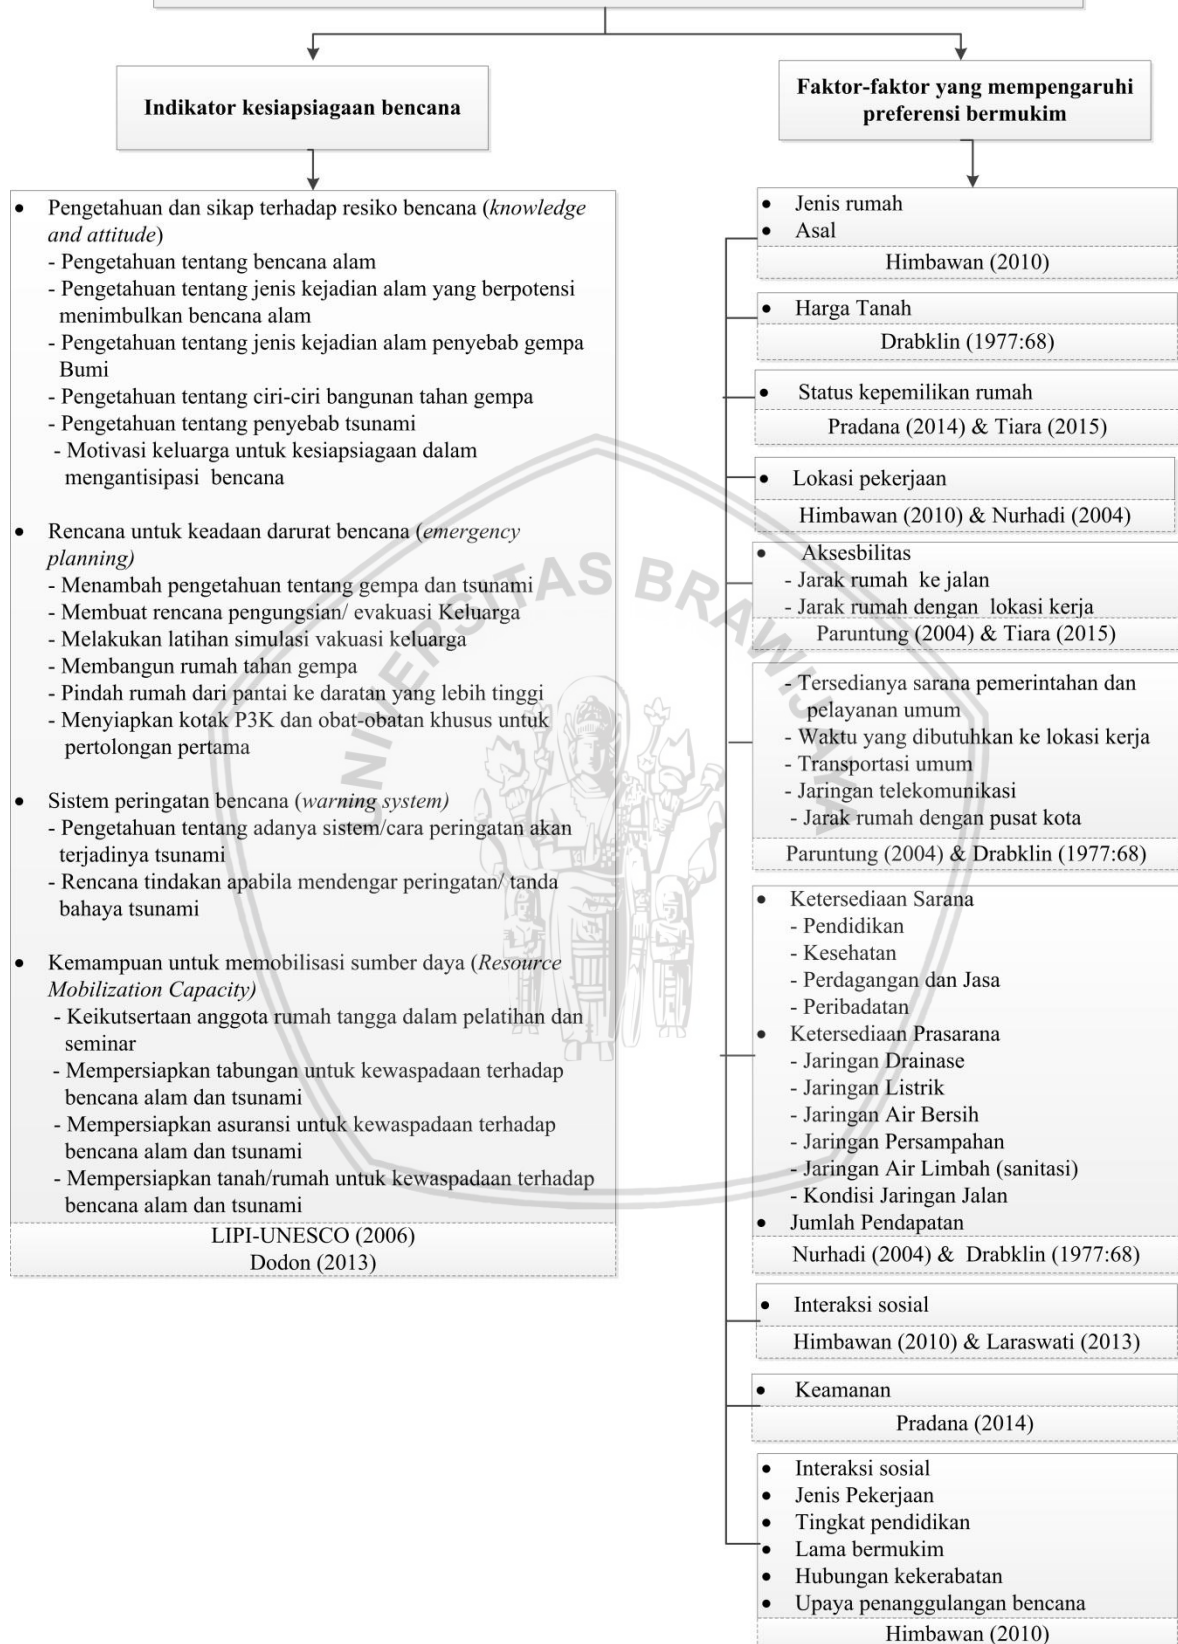 Indikator kesiapsiagaan bencana
Faktor-faktor yang mempengaruhi
preferensi bermukim
• Pengetahuan dan sikap terhadap resiko bencana (knowledge
and attitude)
- Pengetahuan tentang bencana alam
- Pengetahuan tentang jenis kejadian alam yang berpotensi
menimbulkan bencana alam
- Pengetahuan tentang jenis kejadian alam penyebab gempa
Bumi
- Pengetahuan tentang ciri-ciri bangunan tahan gempa
- Pengetahuan tentang penyebab tsunami
- Motivasi keluarga untuk kesiapsiagaan dalam
mengantisipasi bencana
• Rencana untuk keadaan darurat bencana (emergency
planning)
- Menambah pengetahuan tentang gempa dan tsunami
- Membuat rencana pengungsian/ evakuasi Keluarga
- Melakukan latihan simulasi vakuasi keluarga
- Membangun rumah tahan gempa
- Pindah rumah dari pantai ke daratan yang lebih tinggi
- Menyiapkan kotak P3K dan obat-obatan khusus untuk
pertolongan pertama
• Sistem peringatan bencana (warning system)
- Pengetahuan tentang adanya sistem/cara peringatan akan
terjadinya tsunami
- Rencana tindakan apabila mendengar peringatan/ tanda
bahaya tsunami
• Kemampuan untuk memobilisasi sumber daya (Resource
Mobilization Capacity)
- Keikutsertaan anggota rumah tangga dalam pelatihan dan
seminar
- Mempersiapkan tabungan untuk kewaspadaan terhadap
bencana alam dan tsunami
- Mempersiapkan asuransi untuk kewaspadaan terhadap
bencana alam dan tsunami
- Mempersiapkan tanah/rumah untuk kewaspadaan terhadap
bencana alam dan tsunami
LIPI-UNESCO (2006)
Dodon (2013)
• Jenis rumah
• Asal
Himbawan (2010)
• Harga Tanah
Drabklin (1977:68)
• Status kepemilikan rumah
Pradana (2014) & Tiara (2015)
• Lokasi pekerjaan
Himbawan (2010) & Nurhadi (2004)
• Aksesbilitas
- Jarak rumah ke jalan
- Jarak rumah dengan lokasi kerja
Paruntung (2004) & Tiara (2015)
- Tersedianya sarana pemerintahan dan
pelayanan umum
- Waktu yang dibutuhkan ke lokasi kerja
- Transportasi umum
- Jaringan telekomunikasi
- Jarak rumah dengan pusat kota
Paruntung (2004) & Drabklin (1977:68)
• Ketersediaan Sarana
- Pendidikan
- Kesehatan
- Perdagangan dan Jasa
- Peribadatan
• Ketersediaan Prasarana
- Jaringan Drainase
- Jaringan Listrik
- Jaringan Air Bersih
- Jaringan Persampahan
- Jaringan Air Limbah (sanitasi)
- Kondisi Jaringan Jalan
• Jumlah Pendapatan
Nurhadi (2004) & Drabklin (1977:68)
• Interaksi sosial
Himbawan (2010) & Laraswati (2013)
• Keamanan
Pradana (2014)
• Interaksi sosial
• Jenis Pekerjaan
• Tingkat pendidikan
• Lama bermukim
• Hubungan kekerabatan
• Upaya penanggulangan bencana
Himbawan (2010)
UNIVERSITAS BRAWIJAYA